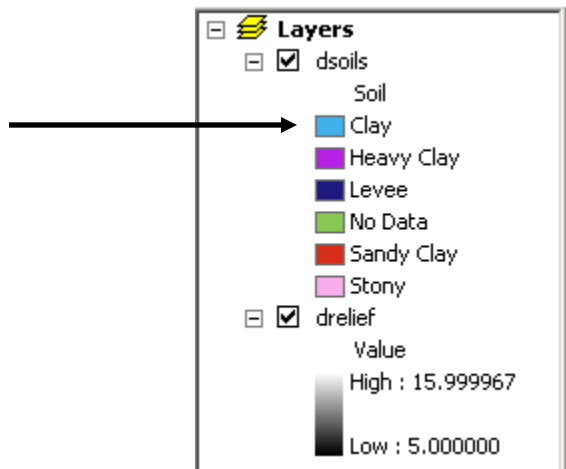 Layers
dsoils
Soil
Clay
Heavy Clay
Levee
No Data
Sandy Clay
Stony
drelief
Value
High : 15.999967
Low : 5.000000